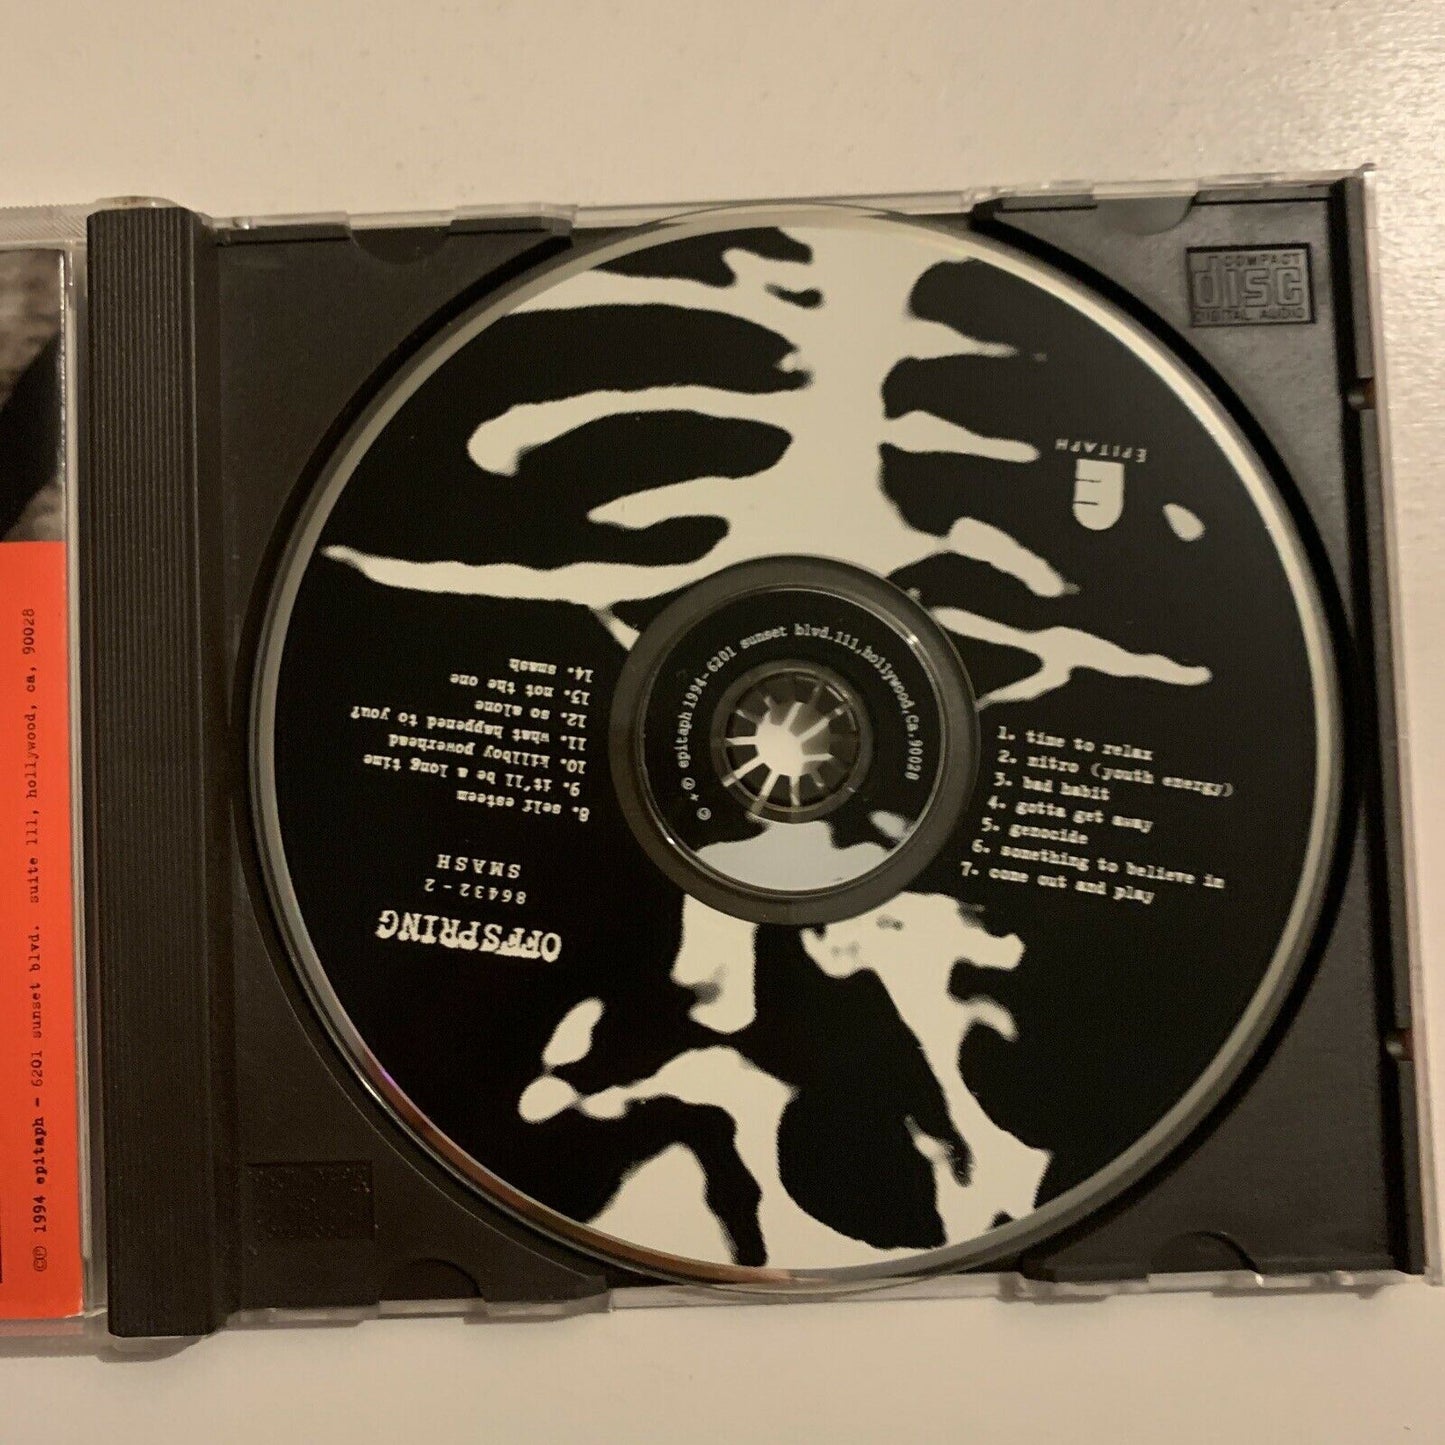 OFFSPRING
86432-2
SMASH
8. self esteem
9. it'll be a long time
10. killboy powerhead
11. what happened to you?
12. so alone
13. not the one
14. smash
1. time to relax
2. nitro (youth energy)
3. bad habit
4. gotta get away
5. genocide
6. something to believe in
7. come out and play
© + ℗ epitaph 1994-6201 sunset blvd.111,hollywood,ca.90028
EPITAPH
COMPACT
disc
DIGITAL AUDIO
©℗ 1994 epitaph - 6201 sunset blvd. suite 111, hollywood, ca, 90028